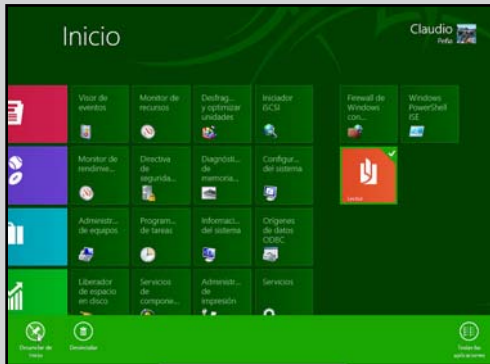 Inicio
Claudio
Peña
Visor de
eventos
Monitor de
recursos
Desfrag...
y optimizar
unidades
Iniciador
iSCSI
Firewall de
Windows
con...
Windows
PowerShell
ISE
Monitor de
rendimie...
Directiva
de
segurida...
Diagnósti...
de
memoria...
Configur...
del sistema
Administr...
de equipos
Program...
de tareas
Informaci...
del sistema
Orígenes
de datos
ODBC
Liberador
de espacio
en disco
Servicios
de
compone...
Administr...
de
impresión
Servicios
Desanclar de
Inicio
Desinstalar
Todas las
aplicaciones